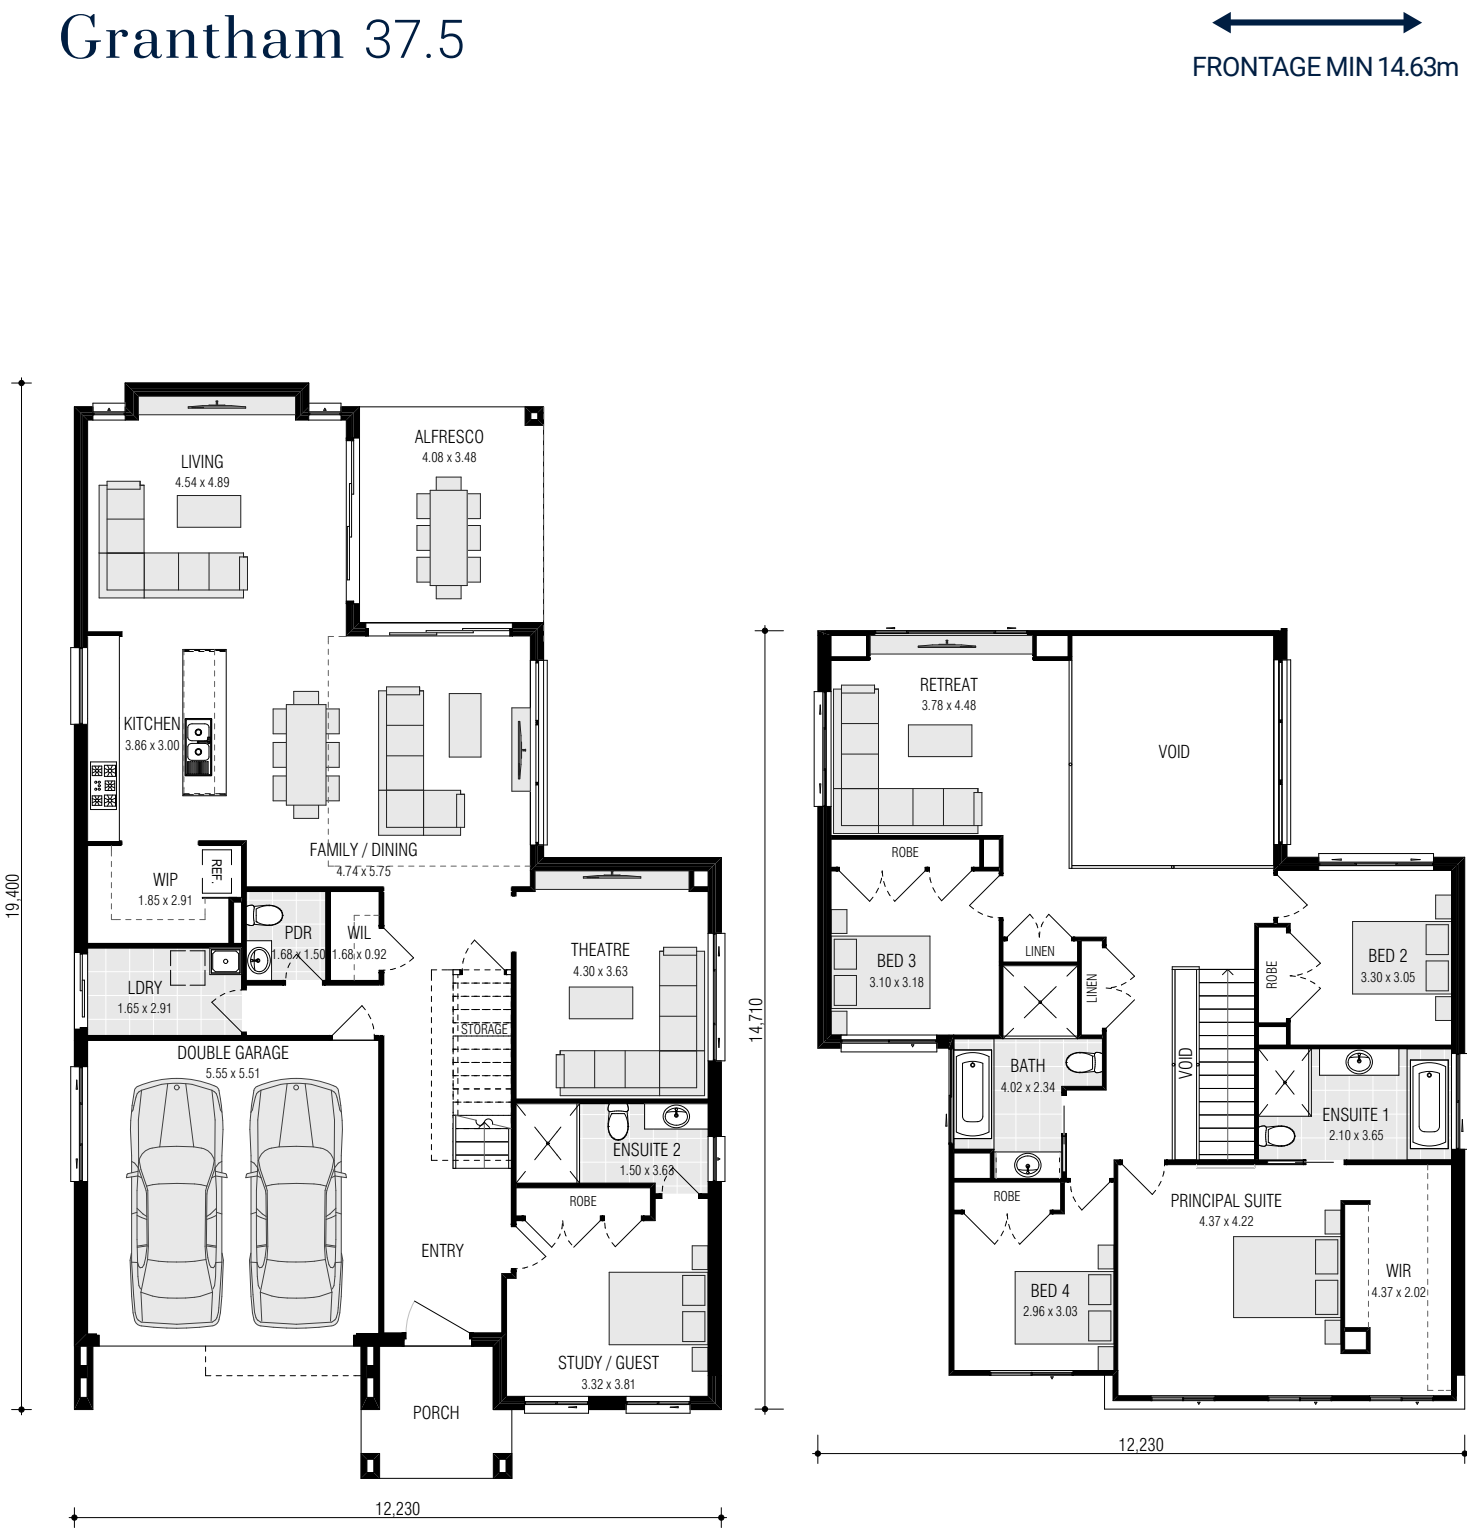 Grantham 37.5
FRONTAGE MIN 14.63m
ALFRESCO
4.08 x 3.48
LIVING
4.54 x 4.89
KITCHEN
3.86 x 3.00
FAMILY / DINING
4.74 x 5.75
WIP
1.85 x 2.91
REF.
PDR
1.68 x 1.50
WIL
1.68 x 0.92
LDRY
1.65 x 2.91
THEATRE
4.30 x 3.63
STORAGE
DOUBLE GARAGE
5.55 x 5.51
ENSUITE 2
1.50 x 3.63
ROBE
ENTRY
STUDY / GUEST
3.32 x 3.81
PORCH
19,400
12,230
RETREAT
3.78 x 4.48
VOID
ROBE
BED 3
3.10 x 3.18
LINEN
LINEN
BED 2
3.30 x 3.05
ROBE
VOID
BATH
4.02 x 2.34
ENSUITE 1
2.10 x 3.65
ROBE
PRINCIPAL SUITE
4.37 x 4.22
WIR
4.37 x 2.02
BED 4
2.96 x 3.03
14,710
12,230